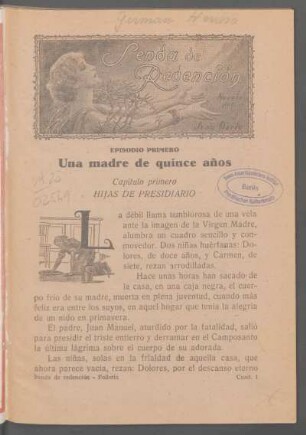 Senda de
Redención
Novela
EPISODIO PRIMERO
Una madre de quince años
Capítulo primero
HIJAS DE PRESIDIARIO
La débil llama sumbilorosa de una vela
ante la imagen de la Virgen Madre,
alumbra un cuadro sencillo y con-
movedor. Dos niñas huérfanas: Do-
lores, de doce años, y Carmen, de
siete, rezan arrodilladas.
Hace unas horas han sacado de
la casa, en una caja negra, el cuer-
po frío de su madre, muerta en plena juventud, cuando más
feliz era entre los suyos, en aquel hogar que tenía la alegría
de un nido en primavera.
El padre, Juan Manuel, aturdido por la fatalidad, salió
para presidir el triste entierro y derramar en el Camposanto
la última lágrima sobre el cuerpo de su adorada.
Las niñas, solas en la frialdad de aquella casa, que
ahora parece vacía, rezan: Dolores, por el descanso eterno
Senda de redención - Folletín Cuad. 1
Berlin